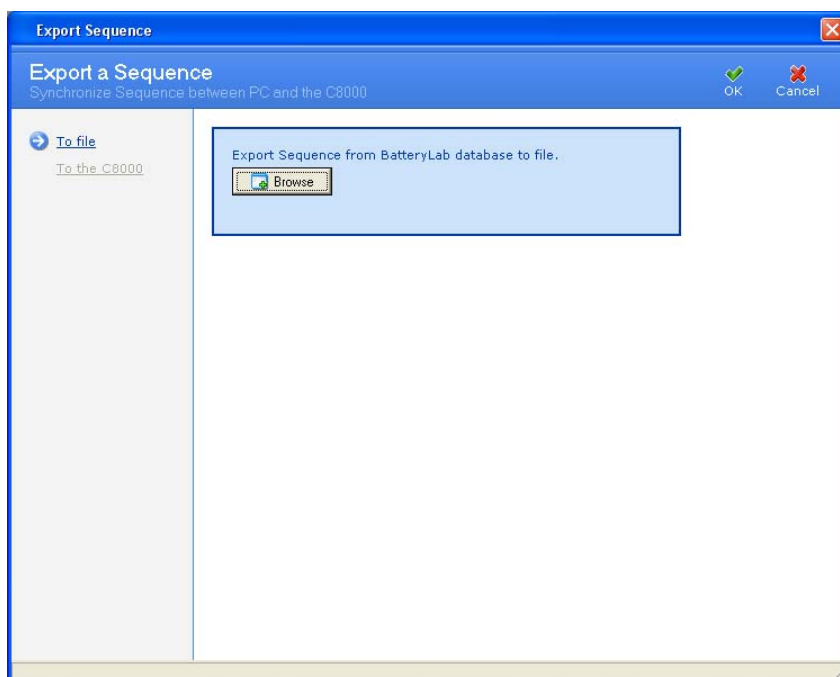 Export Sequence
Export a Sequence
Synchronize Sequence between PC and the C8000
OK
Cancel
To file
To the C8000
Export Sequence from BatteryLab database to file.
Browse